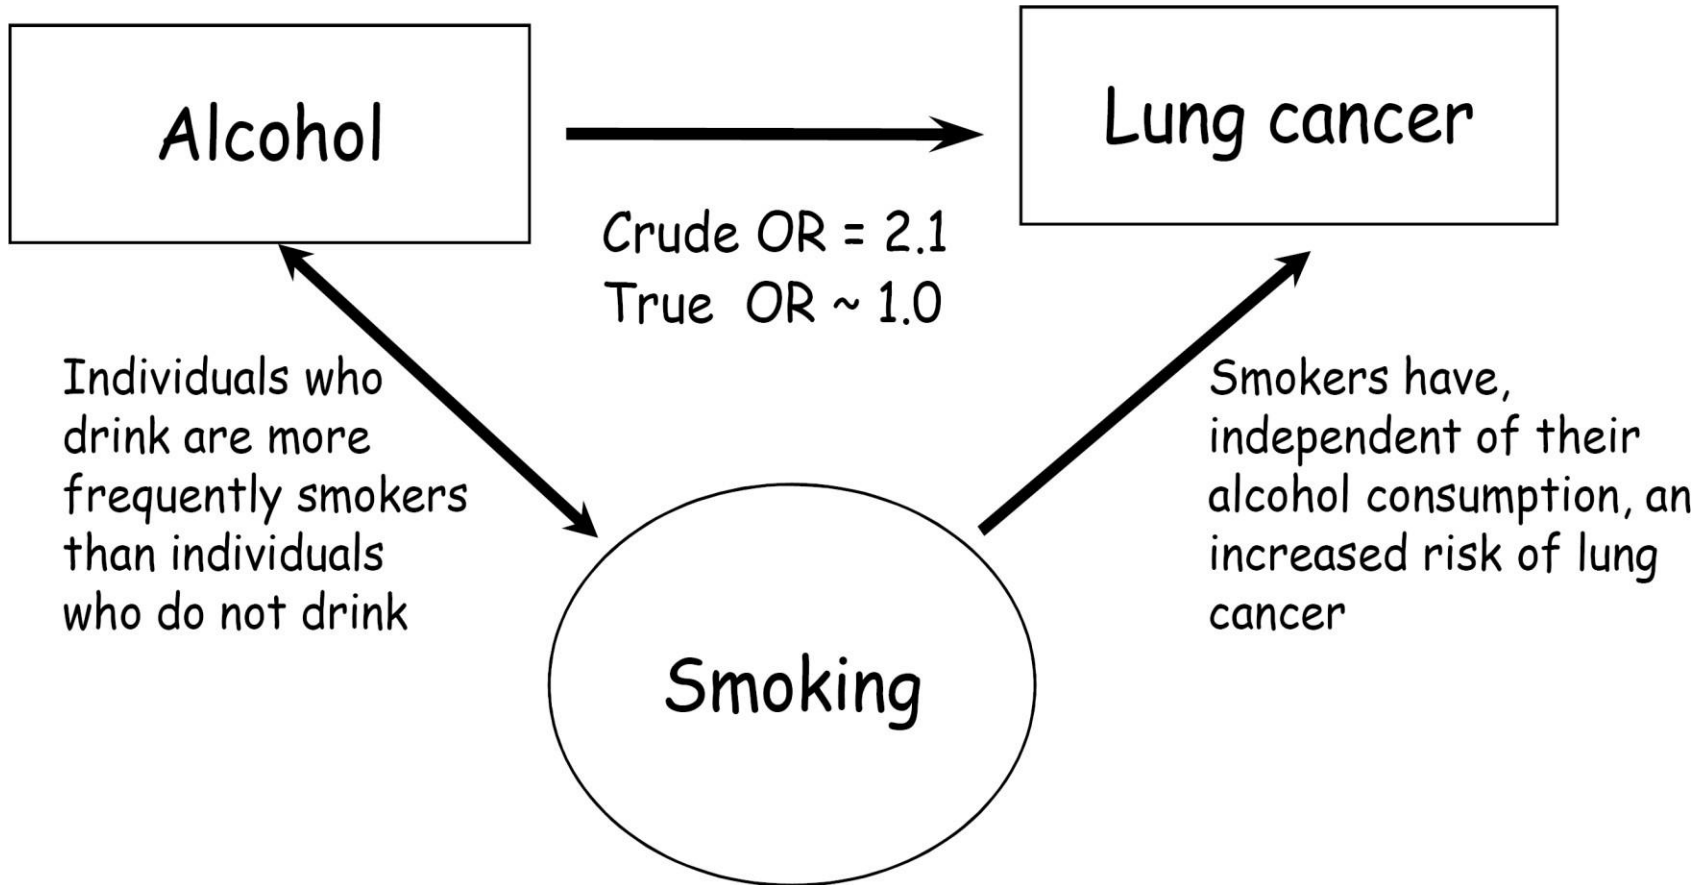 Alcohol
Lung cancer
Crude OR = 2.1
True OR ~ 1.0
Individuals who
drink are more
frequently smokers
than individuals
who do not drink
Smokers have,
independent of their
alcohol consumption, an
increased risk of lung
cancer
Smoking